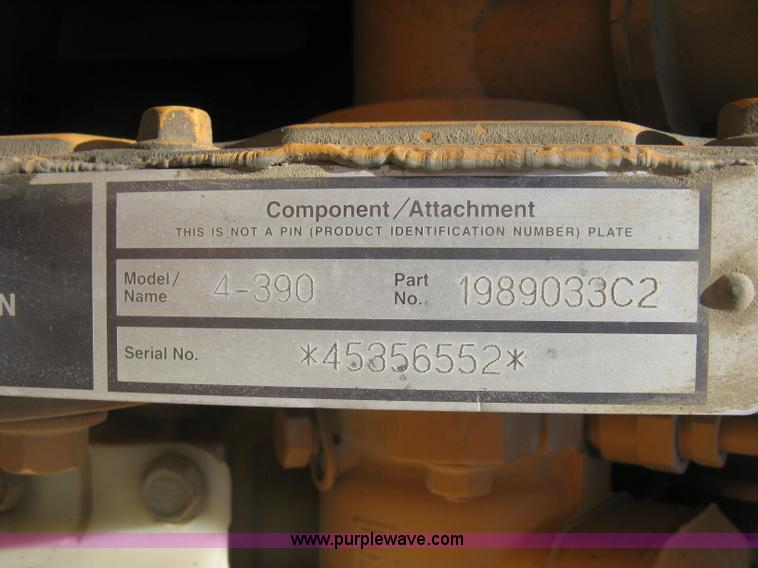 Component/Attachment
THIS IS NOT A PIN (PRODUCT IDENTIFICATION NUMBER) PLATE
Model/ Name 4-390 Part No. 1989033C2
Serial No. *45356552*
N
www.purplewave.com